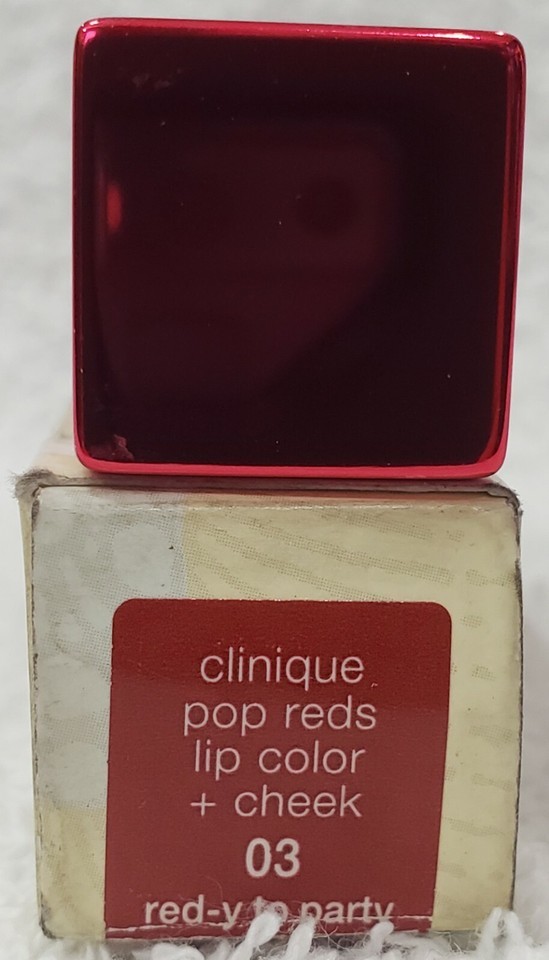 clinique
pop reds
lip color
+ cheek
03
red-y to party